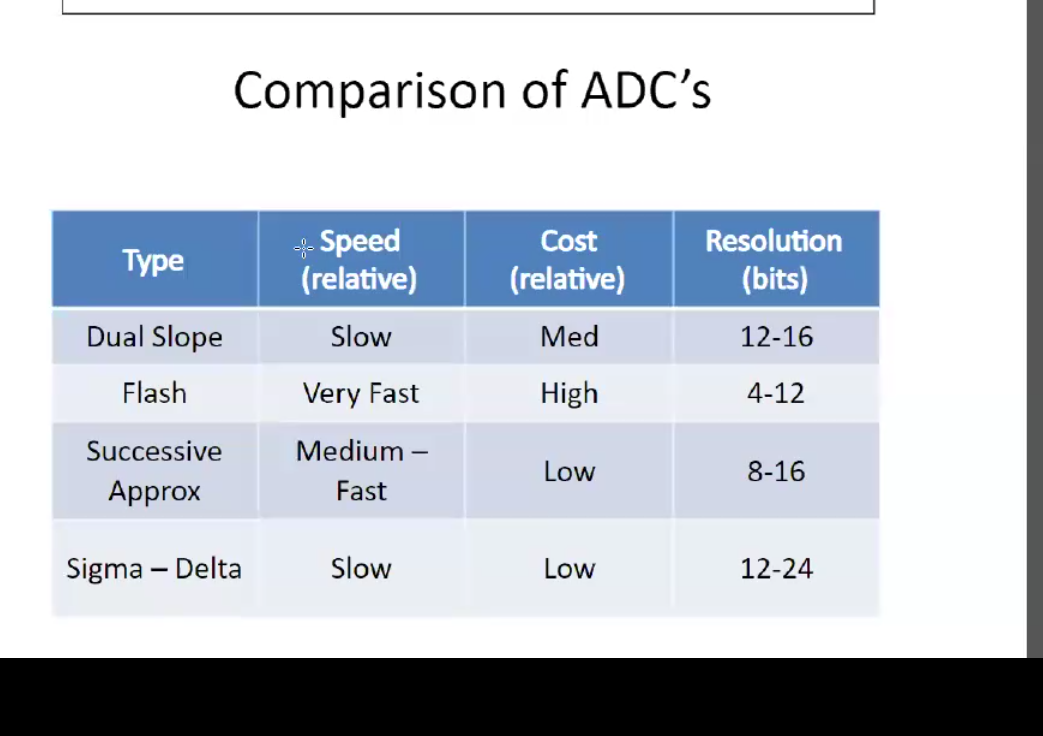 Comparison of ADC’s
Type
Speed
(relative)
Cost
(relative)
Resolution
(bits)
Dual Slope
Slow
Med
12-16
Flash
Very Fast
High
4-12
Successive
Approx
Medium –
Fast
Low
8-16
Sigma – Delta
Slow
Low
12-24